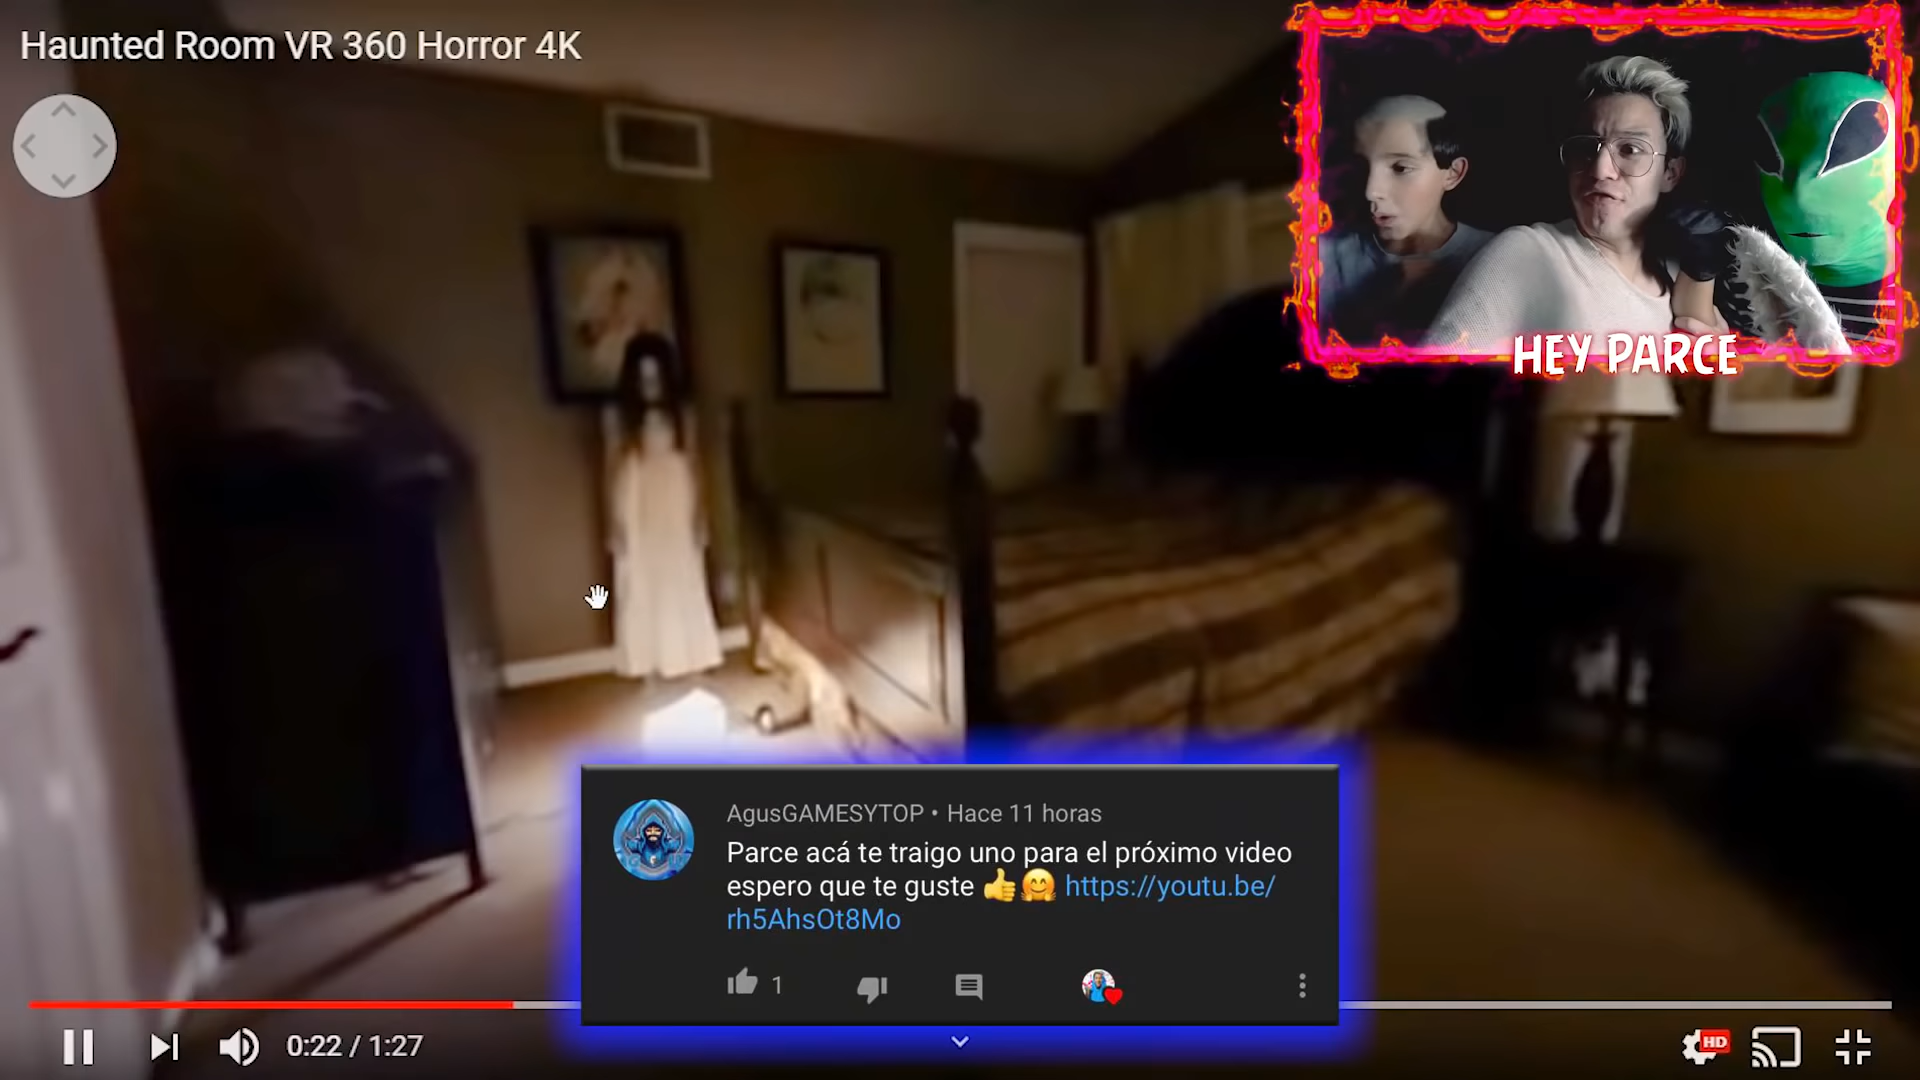 Haunted Room VR 360 Horror 4K
HEY PARCE
AgusGAMESYTOP • Hace 11 horas
Parce acá te traigo uno para el próximo video
espero que te guste 👍🤗 https://youtu.be/
rh5AhsOt8Mo
1
0:22 / 1:27
HD